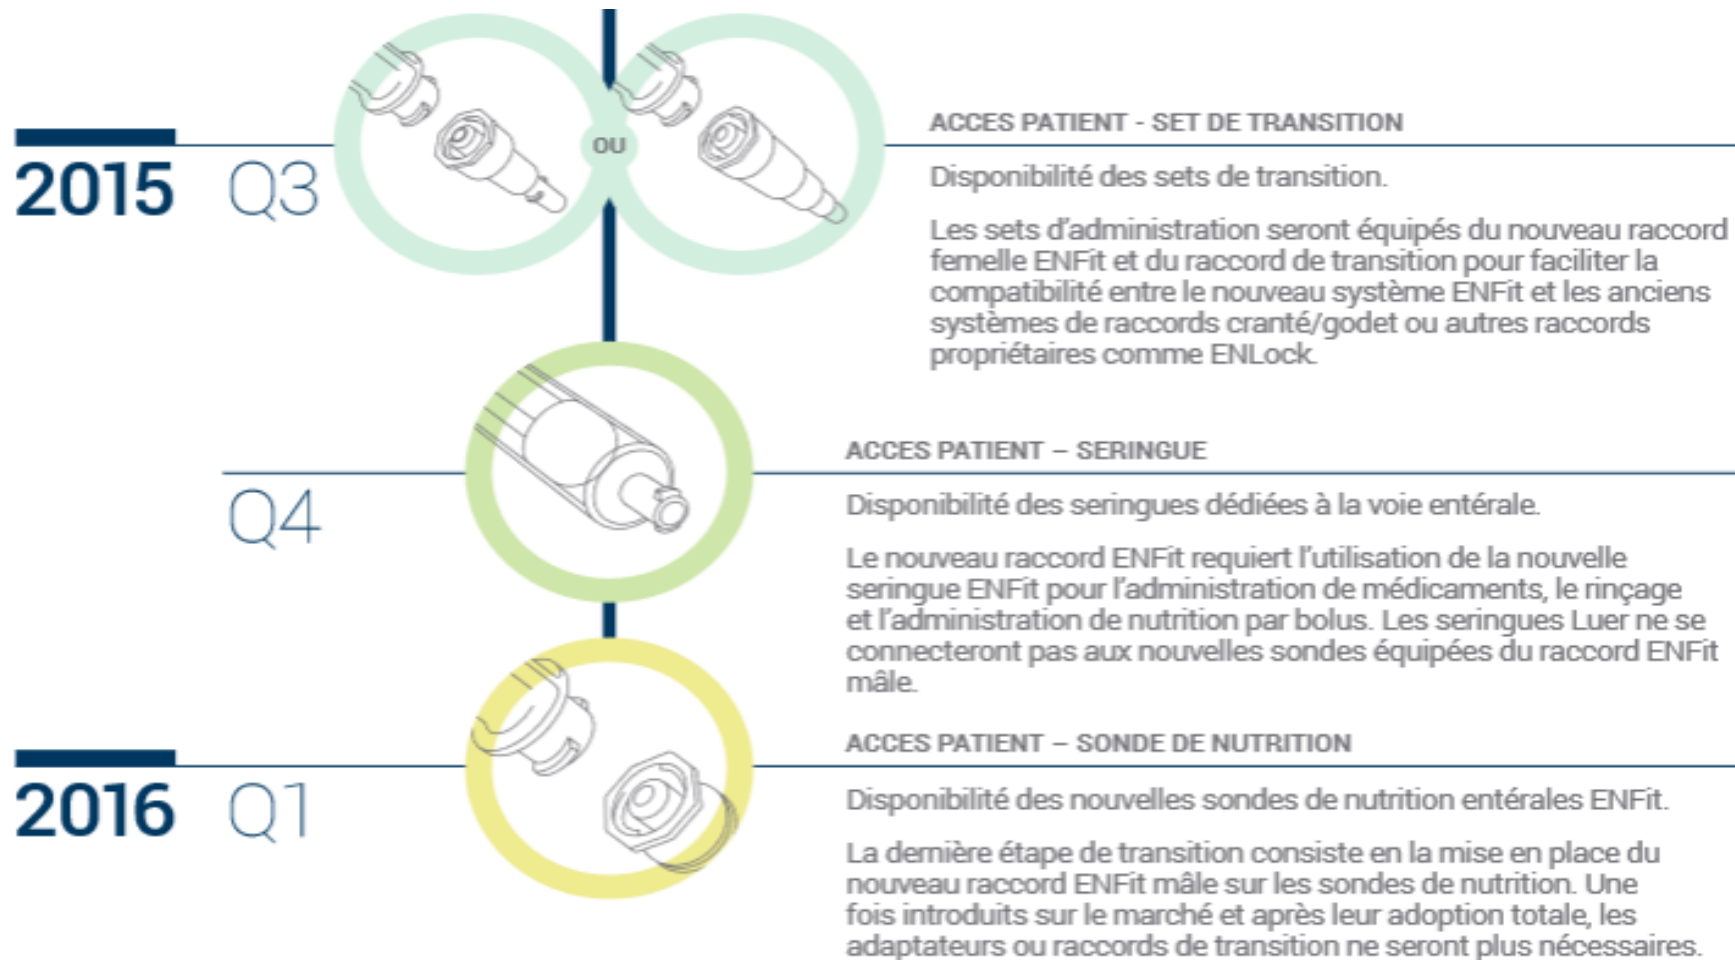 OU
ACCES PATIENT - SET DE TRANSITION
2015 Q3
Disponibilité des sets de transition.
Les sets d'administration seront équipés du nouveau raccord
femelle ENFit et du raccord de transition pour faciliter la
compatibilité entre le nouveau système ENFit et les anciens
systèmes de raccords cranté/godet ou autres raccords
propriétaires comme ENLock.
ACCES PATIENT – SERINGUE
Q4
Disponibilité des seringues dédiées à la voie entérale.
Le nouveau raccord ENFit requiert l'utilisation de la nouvelle
seringue ENFit pour l'administration de médicaments, le rinçage
et l'administration de nutrition par bolus. Les seringues Luer ne se
connecteront pas aux nouvelles sondes équipées du raccord ENFit
mâle.
ACCES PATIENT – SONDE DE NUTRITION
2016 Q1
Disponibilité des nouvelles sondes de nutrition entérales ENFit.
La dernière étape de transition consiste en la mise en place du
nouveau raccord ENFit mâle sur les sondes de nutrition. Une
fois introduits sur le marché et après leur adoption totale, les
adaptateurs ou raccords de transition ne seront plus nécessaires.